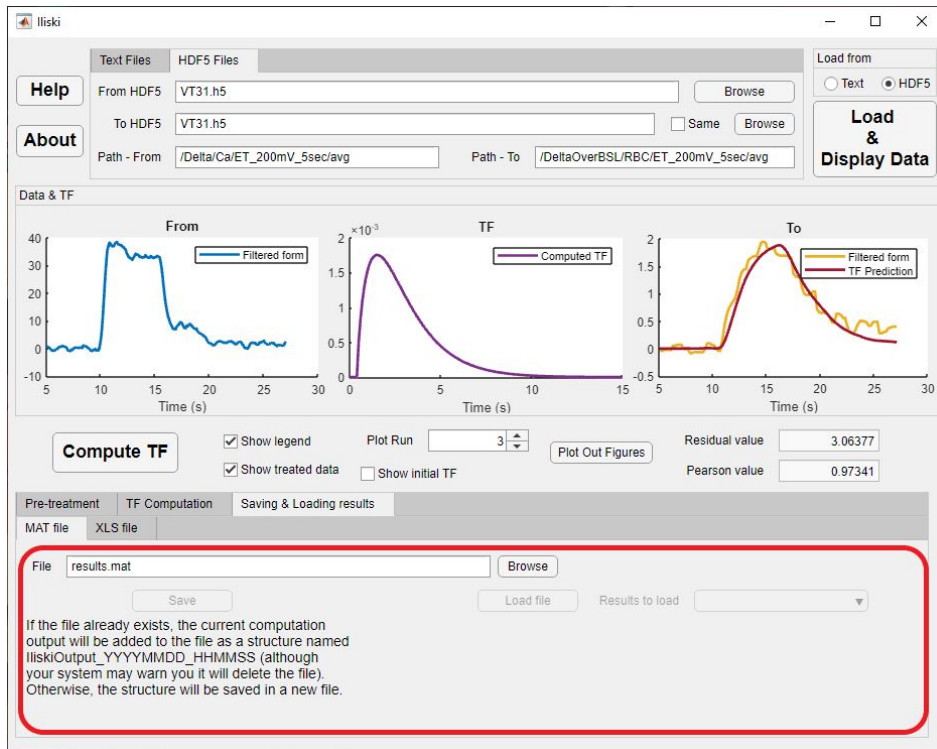 Iliski
Text Files
HDF5 Files
Load from
Help
From HDF5
VT31.h5
Browse
Text
HDF5
To HDF5
VT31.h5
Same
Browse
Load
&
Display Data
About
Path - From
/Delta/Ca/ET_200mV_5sec/avg
Path - To
/DeltaOverBSL/RBC/ET_200mV_5sec/avg
Data & TF
From
40
30
20
10
0
-10
5
10
15
20
25
30
Time (s)
Filtered form
TF
×10⁻³
2
1.5
1
0.5
0
0
5
10
15
Time (s)
Computed TF
To
2
1.5
1
0.5
0
-0.5
5
10
15
20
25
30
Time (s)
Filtered form
TF Prediction
Compute TF
Show legend
Show treated data
Plot Run
3
Show initial TF
Plot Out Figures
Residual value
3.06377
Pearson value
0.97341
Pre-treatment
TF Computation
Saving & Loading results
MAT file
XLS file
File
results.mat
Browse
Save
Load file
Results to load
If the file already exists, the current computation
output will be added to the file as a structure named
IliskiOutput_YYYYMMDD_HHMMSS (although
your system may warn you it will delete the file).
Otherwise, the structure will be saved in a new file.